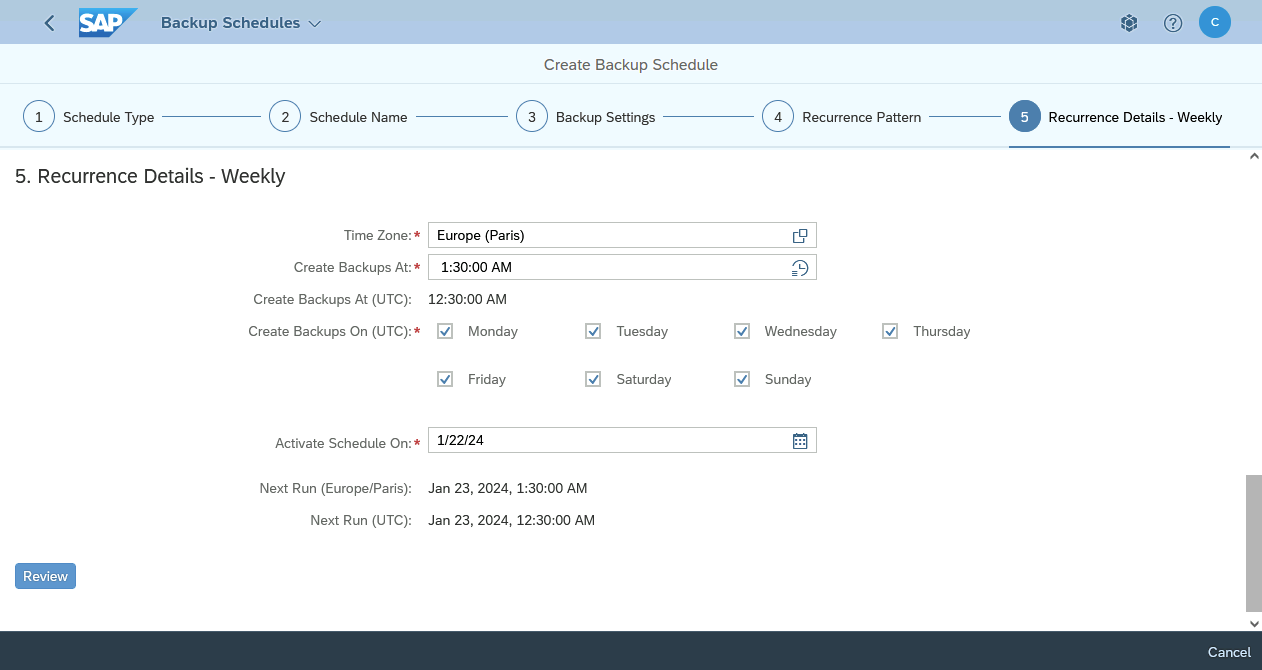 SAP Backup Schedules C
Create Backup Schedule
1 Schedule Type 2 Schedule Name 3 Backup Settings 4 Recurrence Pattern 5 Recurrence Details - Weekly
5. Recurrence Details - Weekly
Time Zone:* Europe (Paris)
Create Backups At:* 1:30:00 AM
Create Backups At (UTC): 12:30:00 AM
Create Backups On (UTC):* Monday Tuesday Wednesday Thursday
Friday Saturday Sunday
Activate Schedule On:* 1/22/24
Next Run (Europe/Paris): Jan 23, 2024, 1:30:00 AM
Next Run (UTC): Jan 23, 2024, 12:30:00 AM
Review
Cancel